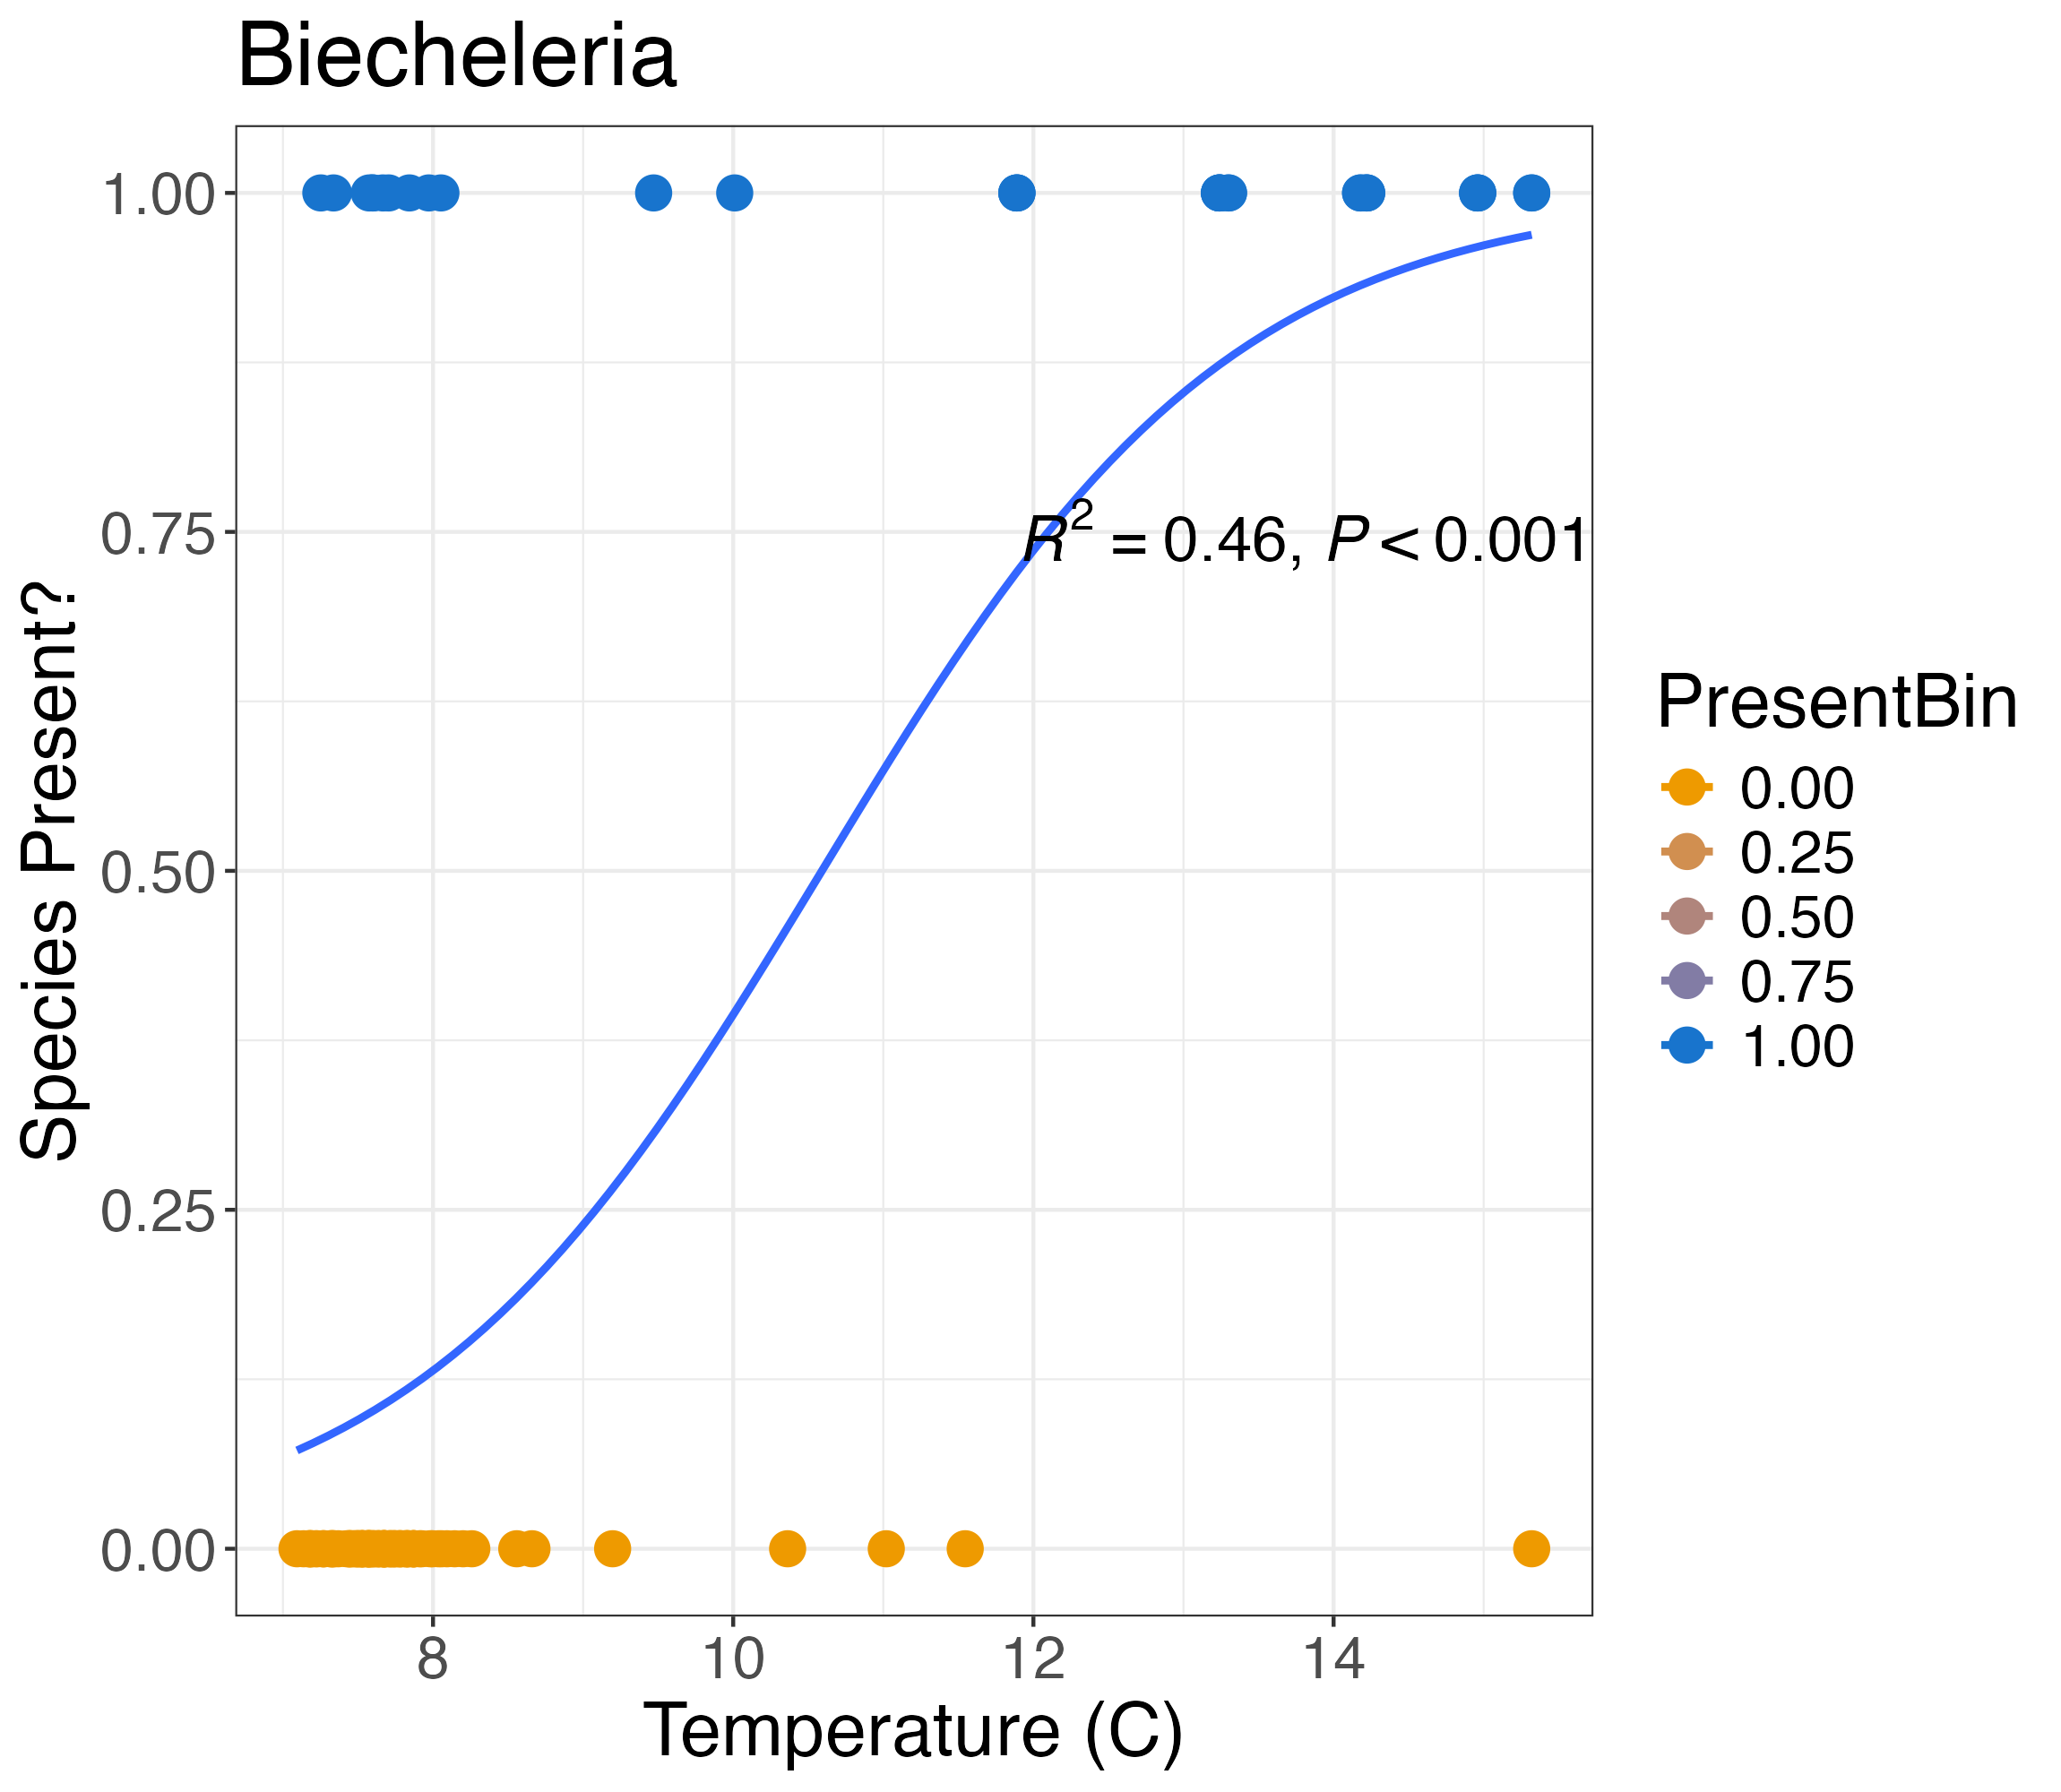 Biecheleria
1.00
0.75
0.50
0.25
0.00
Species Present?
R² = 0.46, P < 0.001
8 10 12 14
Temperature (C)
PresentBin
0.00
0.25
0.50
0.75
1.00